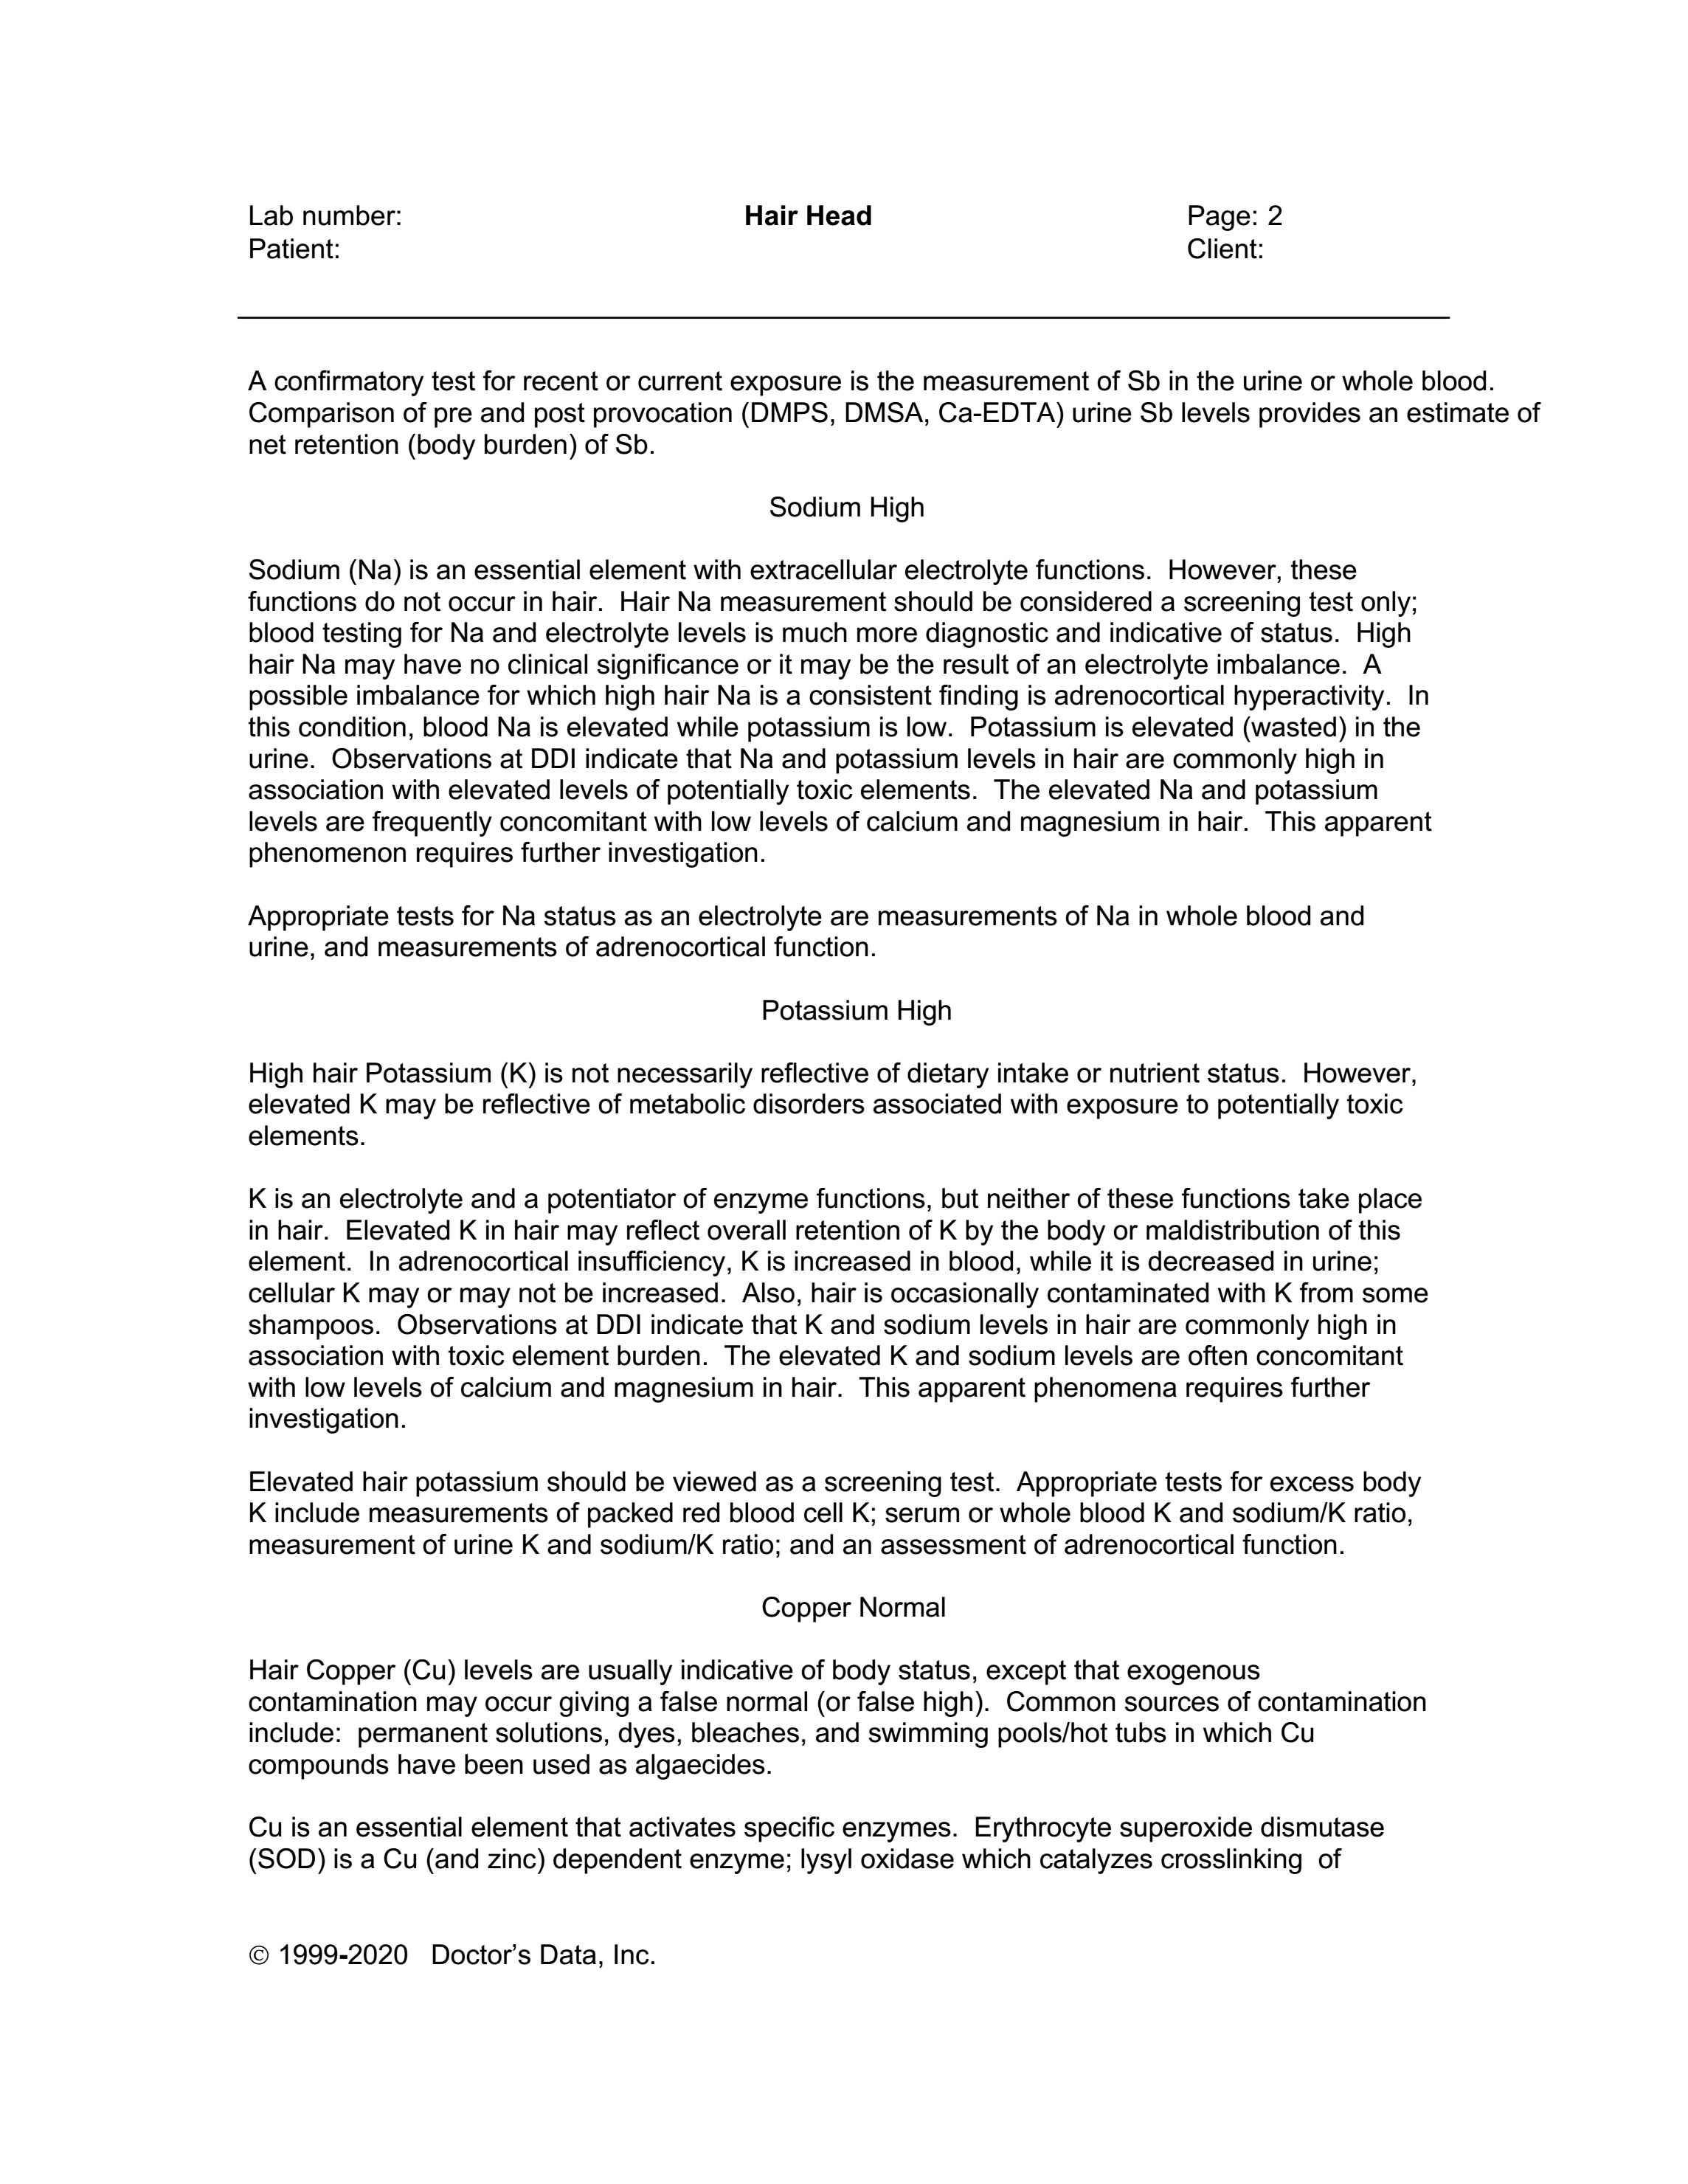 Lab number: Hair Head Page: 2
Patient: Client:
A confirmatory test for recent or current exposure is the measurement of Sb in the urine or whole blood.
Comparison of pre and post provocation (DMPS, DMSA, Ca-EDTA) urine Sb levels provides an estimate of
net retention (body burden) of Sb.
Sodium High
Sodium (Na) is an essential element with extracellular electrolyte functions.  However, these
functions do not occur in hair.  Hair Na measurement should be considered a screening test only;
blood testing for Na and electrolyte levels is much more diagnostic and indicative of status.  High
hair Na may have no clinical significance or it may be the result of an electrolyte imbalance.  A
possible imbalance for which high hair Na is a consistent finding is adrenocortical hyperactivity.  In
this condition, blood Na is elevated while potassium is low.  Potassium is elevated (wasted) in the
urine.  Observations at DDI indicate that Na and potassium levels in hair are commonly high in
association with elevated levels of potentially toxic elements.  The elevated Na and potassium
levels are frequently concomitant with low levels of calcium and magnesium in hair.  This apparent
phenomenon requires further investigation.
Appropriate tests for Na status as an electrolyte are measurements of Na in whole blood and
urine, and measurements of adrenocortical function.
Potassium High
High hair Potassium (K) is not necessarily reflective of dietary intake or nutrient status.  However,
elevated K may be reflective of metabolic disorders associated with exposure to potentially toxic
elements.
K is an electrolyte and a potentiator of enzyme functions, but neither of these functions take place
in hair.  Elevated K in hair may reflect overall retention of K by the body or maldistribution of this
element.  In adrenocortical insufficiency, K is increased in blood, while it is decreased in urine;
cellular K may or may not be increased.  Also, hair is occasionally contaminated with K from some
shampoos.  Observations at DDI indicate that K and sodium levels in hair are commonly high in
association with toxic element burden.  The elevated K and sodium levels are often concomitant
with low levels of calcium and magnesium in hair.  This apparent phenomena requires further
investigation.
Elevated hair potassium should be viewed as a screening test.  Appropriate tests for excess body
K include measurements of packed red blood cell K; serum or whole blood K and sodium/K ratio,
measurement of urine K and sodium/K ratio; and an assessment of adrenocortical function.
Copper Normal
Hair Copper (Cu) levels are usually indicative of body status, except that exogenous
contamination may occur giving a false normal (or false high).  Common sources of contamination
include:  permanent solutions, dyes, bleaches, and swimming pools/hot tubs in which Cu
compounds have been used as algaecides.
Cu is an essential element that activates specific enzymes.  Erythrocyte superoxide dismutase
(SOD) is a Cu (and zinc) dependent enzyme; lysyl oxidase which catalyzes crosslinking  of
© 1999-2020   Doctor’s Data, Inc.